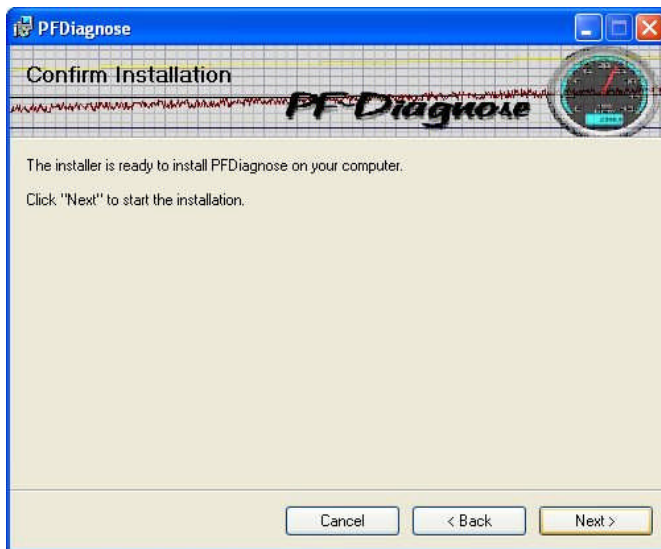 PFDiagnose
Confirm Installation
PF Diagnose
The installer is ready to install PFDiagnose on your computer.
Click "Next" to start the installation.
Cancel
< Back
Next >